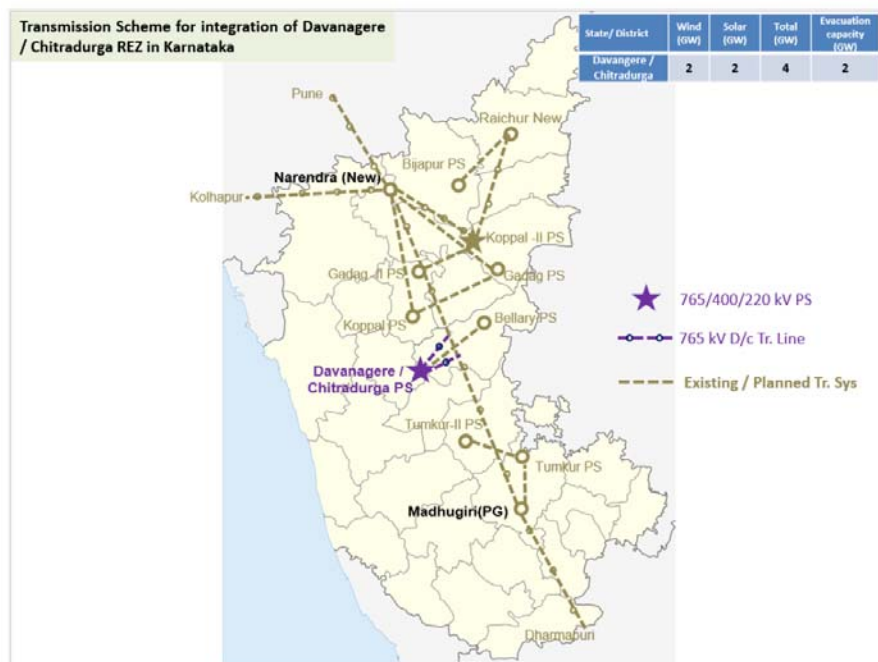 Transmission Scheme for integration of Davanagere
/ Chitradurga REZ in Karnataka
State/ District
Wind
(GW)
Solar
(GW)
Total
(GW)
Evacuation
capacity
(GW)
Davangere /
Chitradurga
2
2
4
2
Pune
Raichur New
Bijapur PS
Narendra (New)
Kolhapur
Koppal -II PS
Gadag -II PS
Gadag PS
Koppal PS
Bellary PS
Davanagere /
Chitradurga PS
Tumkur-II PS
Tumkur PS
Madhugiri(PG)
Dharmapuri
765/400/220 kV PS
765 kV D/c Tr. Line
Existing / Planned Tr. Sys